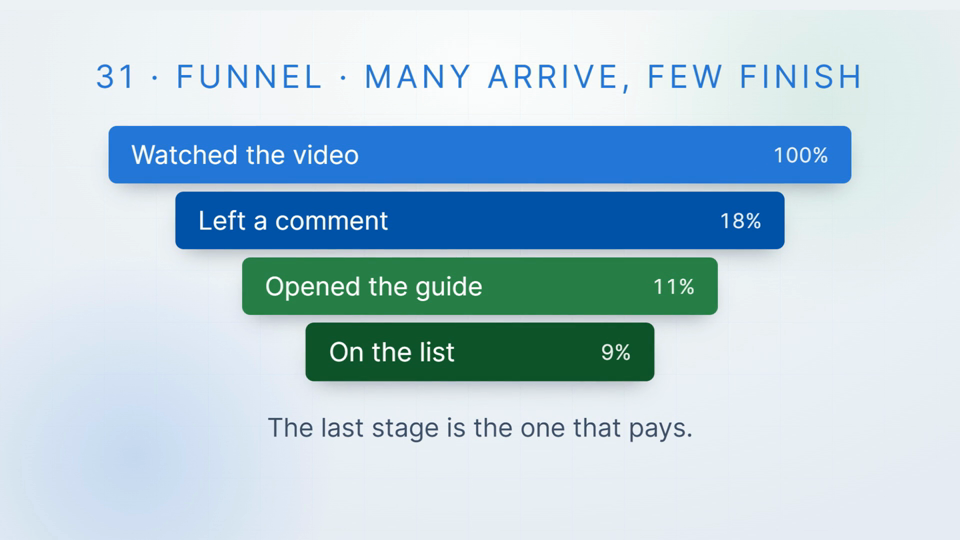 31 · FUNNEL · MANY ARRIVE, FEW FINISH
Watched the video 100%
Left a comment 18%
Opened the guide 11%
On the list 9%
The last stage is the one that pays.